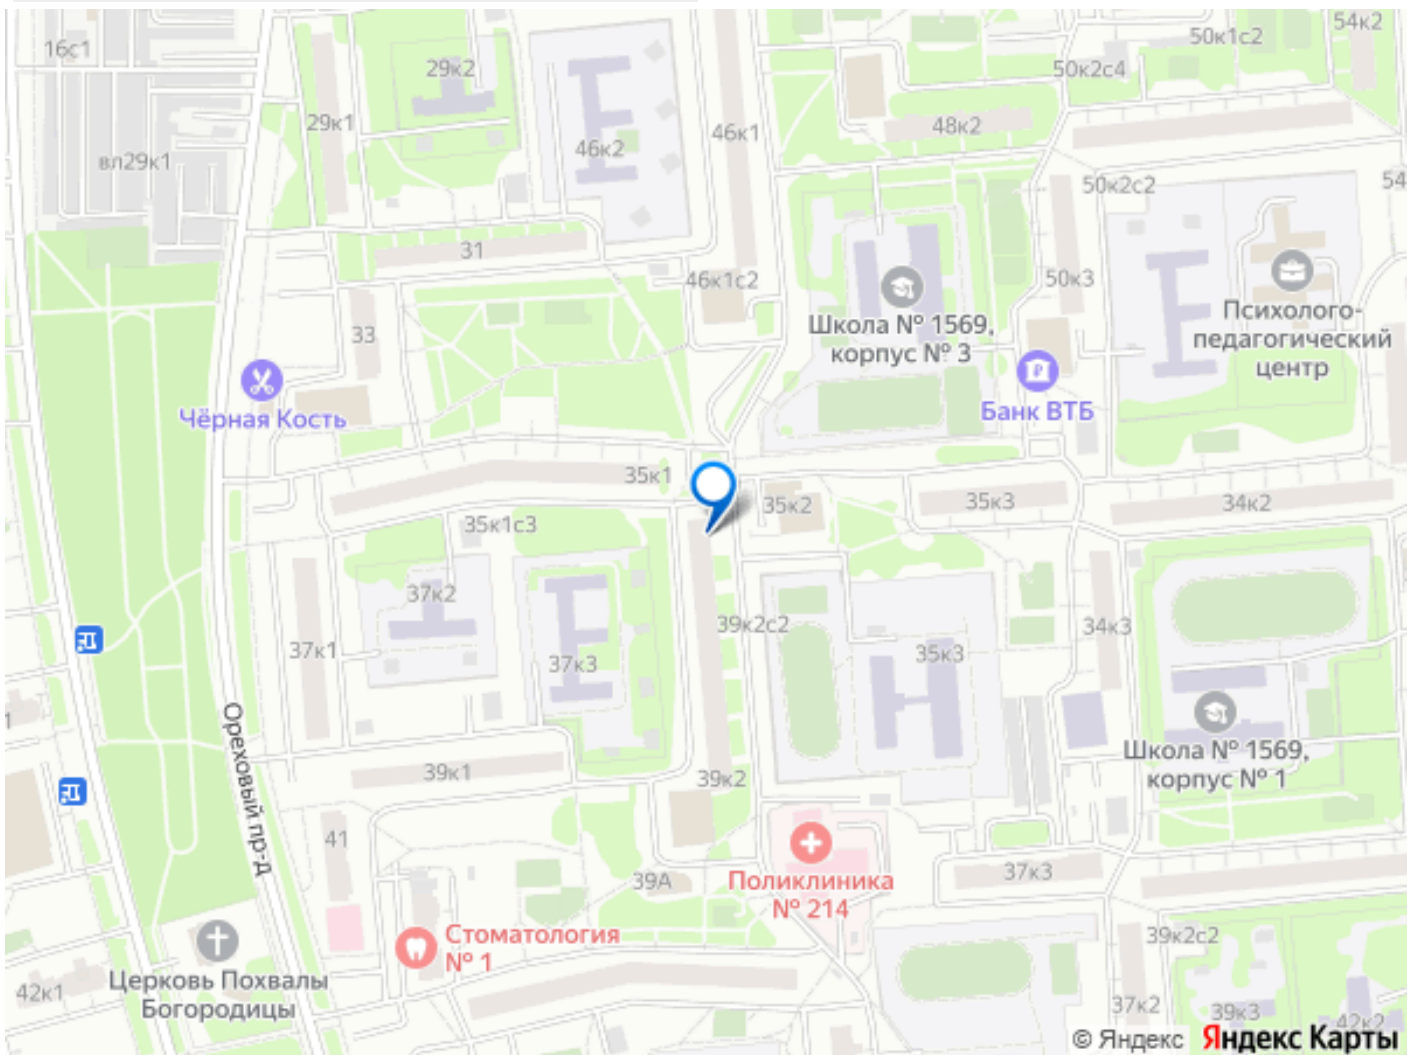 54к2
50к1с2
16с1
29к2
50к2с4
29к1
46к1
48к2
46к2
вл29к1
50к2с2
54
31
46к1с2
50к3
Школа № 1569,
корпус № 3
Психолого-
педагогический
центр
33
Чёрная Кость
Банк ВТБ
35к1
35к2
35к3
34к2
35к1с3
37к2
39к2с2
34к3
37к1
37к3
35к3
1
Ореховый пр-д
Школа № 1569,
корпус № 1
39к1
39к2
41
39А
Поликлиника
№ 214
37к3
Стоматология
№ 1
39к2с2
Церковь Похвалы
Богородицы
42к1
37к2
39к3
42к2
© Яндекс Яндекс Карты